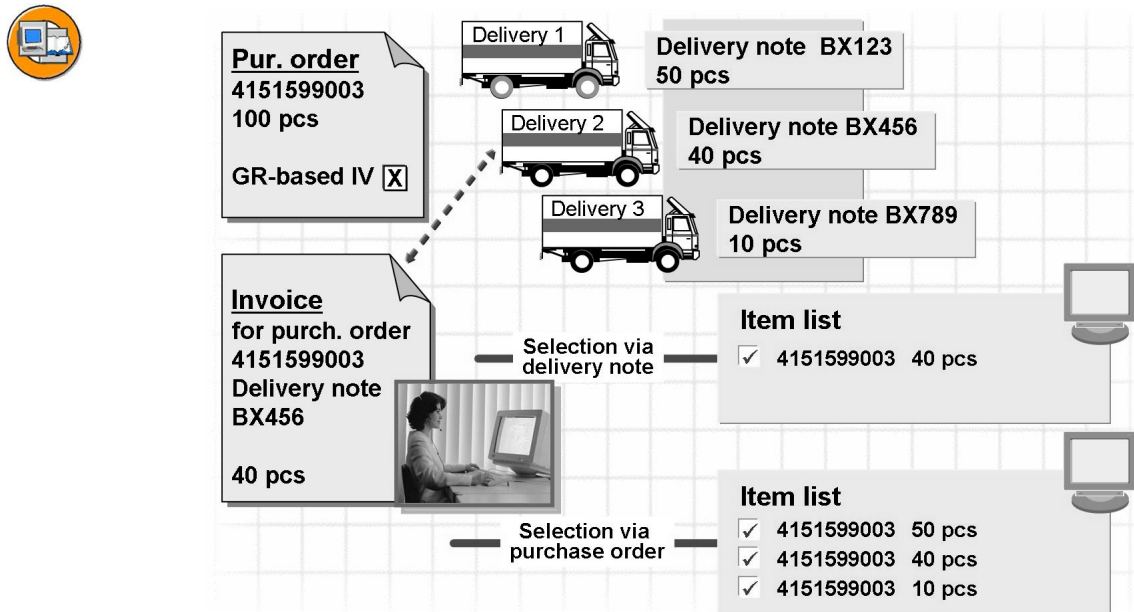 Pur. order
4151599003
100 pcs
GR-based IV X
Delivery 1
Delivery note BX123
50 pcs
Delivery 2
Delivery note BX456
40 pcs
Delivery 3
Delivery note BX789
10 pcs
Invoice
for purch. order
4151599003
Delivery note
BX456
40 pcs
Selection via
delivery note
Item list
4151599003 40 pcs
Selection via
purchase order
Item list
4151599003 50 pcs
4151599003 40 pcs
4151599003 10 pcs